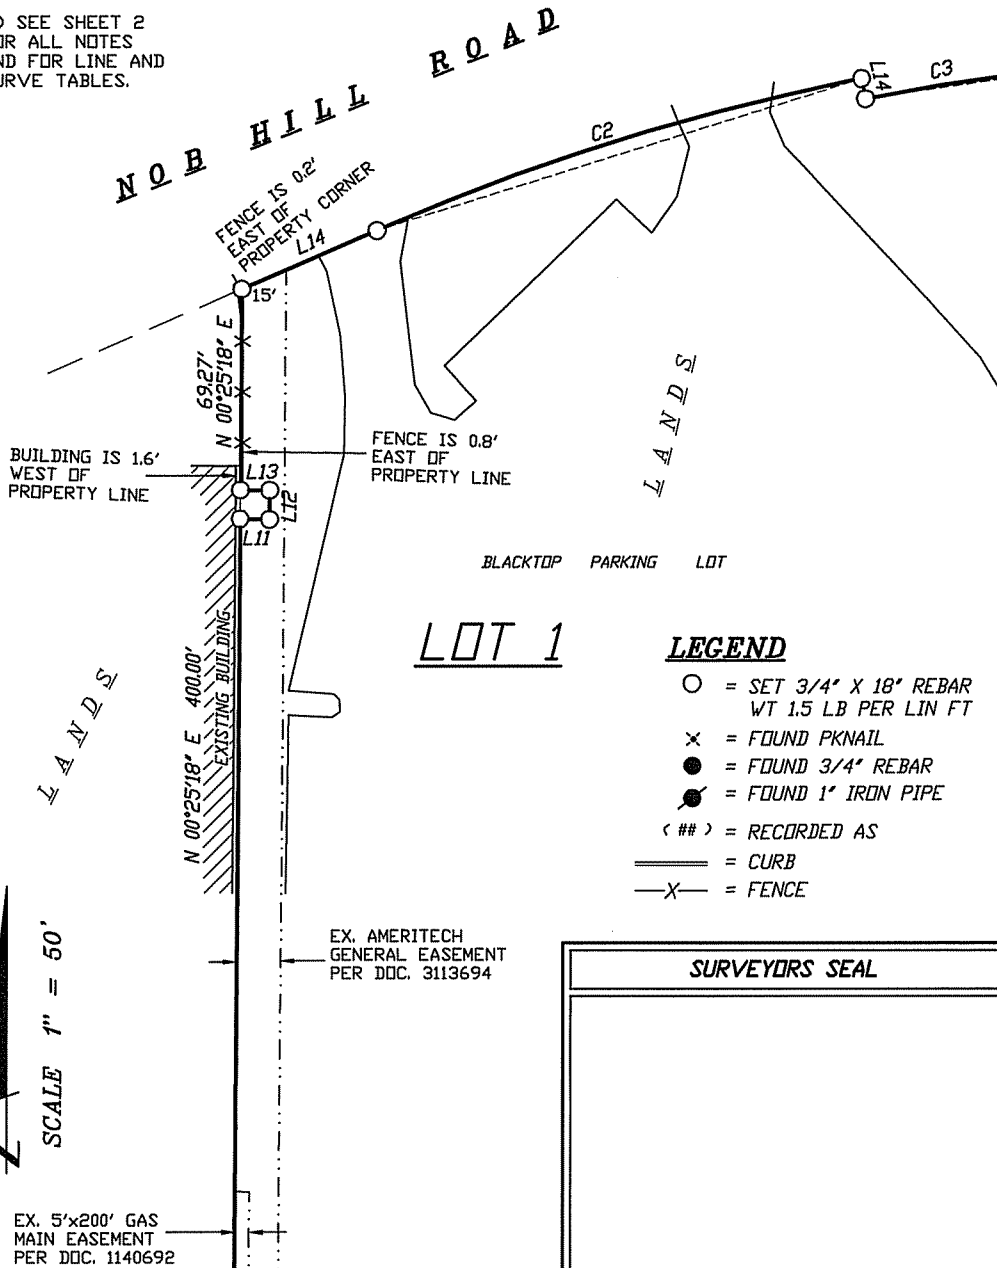 SEE SHEET 2
OR ALL NOTES
ND FOR LINE AND
URVE TABLES.
NOB HILL ROAD
L14
C3
C2
FENCE IS 0.2'
EAST OF
PROPERTY CORNER
L14
15'
69.27'
N 00°25'18" E
BUILDING IS 1.6'
WEST OF
PROPERTY LINE
FENCE IS 0.8'
EAST OF
PROPERTY LINE
L13
L12
L11
LANDS
BLACKTOP PARKING LOT
LOT 1
LEGEND
= SET 3/4" X 18" REBAR
WT 1.5 LB PER LIN FT
= FOUND PKNAIL
= FOUND 3/4" REBAR
= FOUND 1" IRON PIPE
( ## ) = RECORDED AS
= CURB
X = FENCE
LANDS
N 00°25'18" E 400.00'
EXISTING BUILDING
EX. AMERITECH
GENERAL EASEMENT
PER DOC. 3113694
SURVEYORS SEAL
SCALE 1" = 50'
EX. 5'x200' GAS
MAIN EASEMENT
PER DOC. 1140692